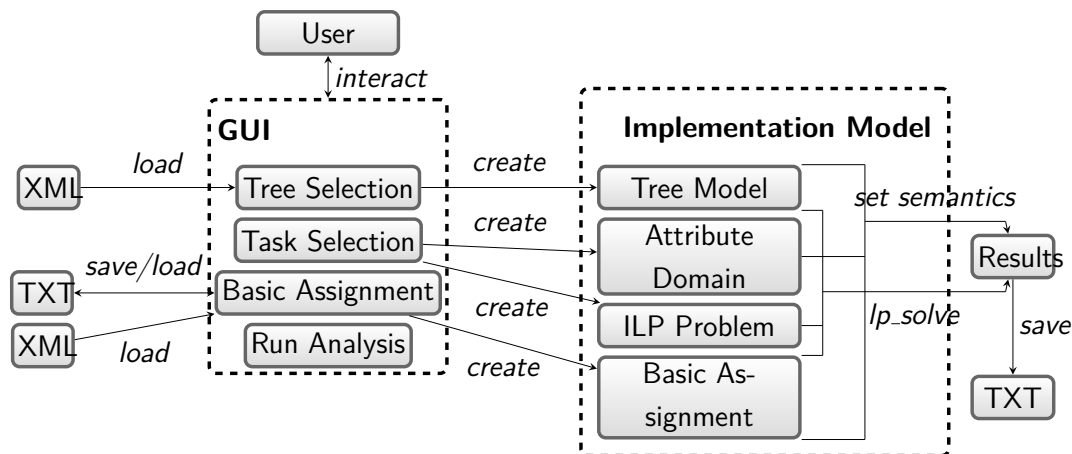 User
interact
GUI
Implementation Model
load
create
XML
Tree Selection
Tree Model
set semantics
create
Task Selection
Attribute
Domain
Results
save/load
TXT
Basic Assignment
create
ILP Problem
lp_solve
save
XML
load
Run Analysis
create
Basic As-
signment
TXT